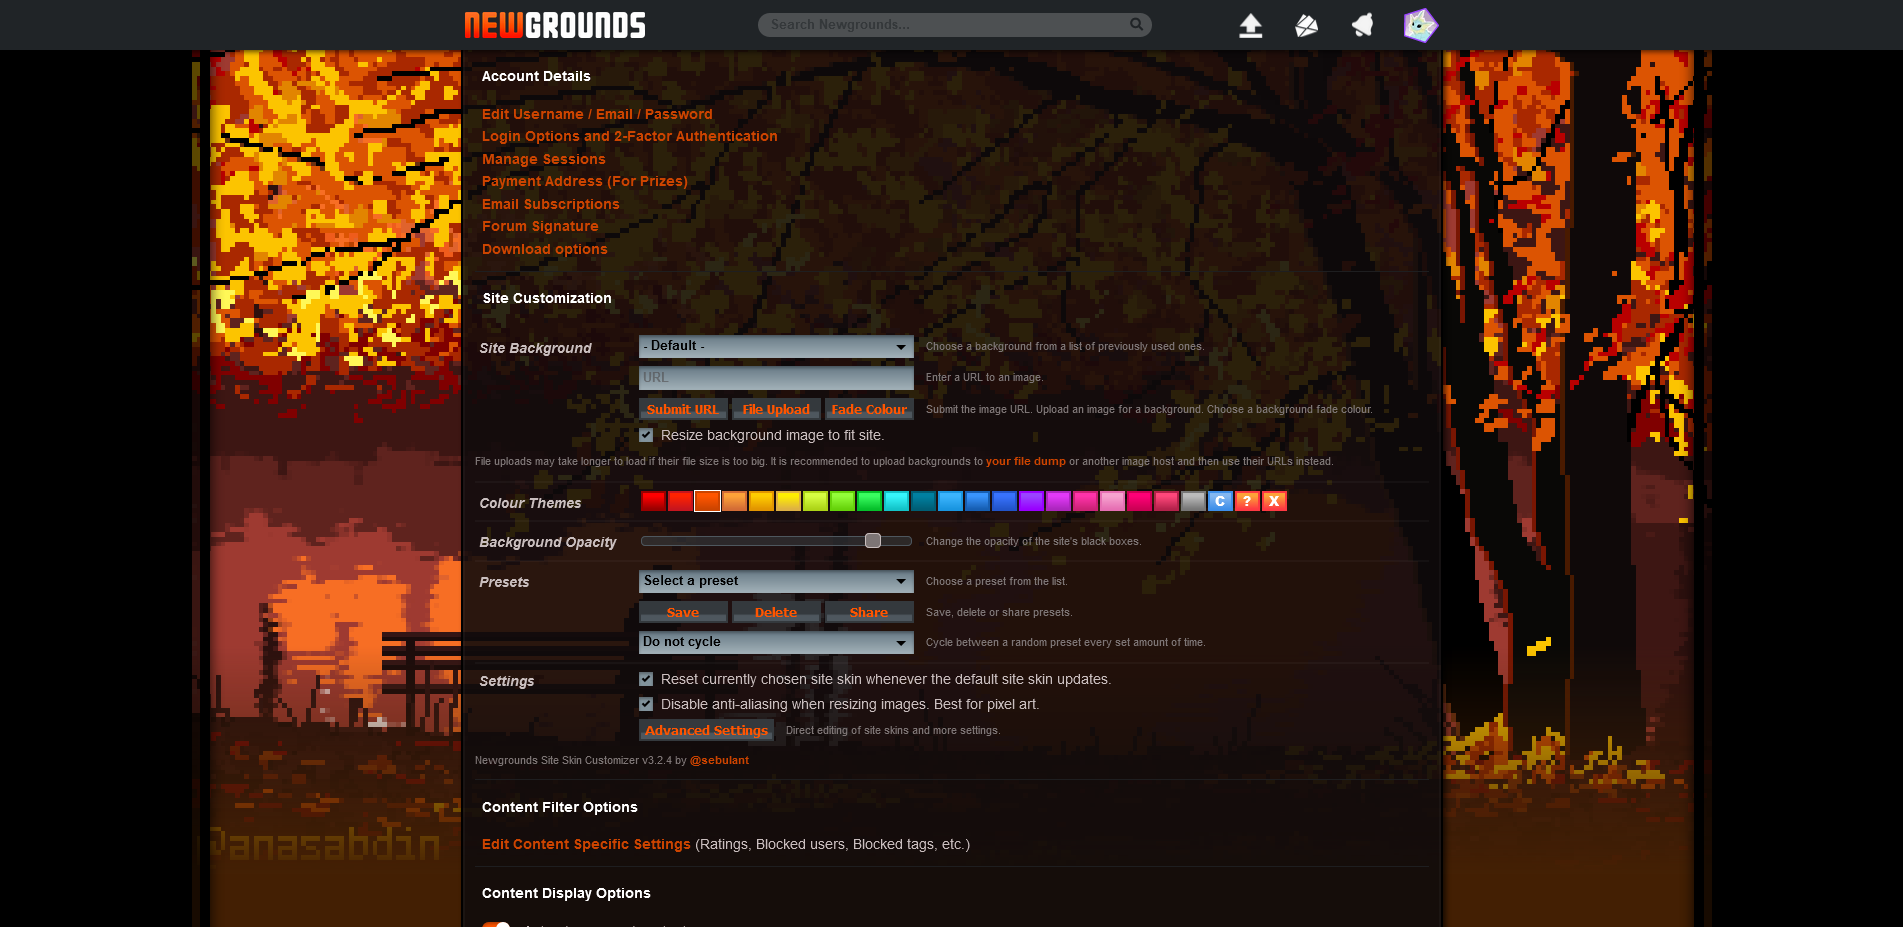 NEWGROUNDS
Search Newgrounds...
Account Details
Edit Username / Email / Password
Login Options and 2-Factor Authentication
Manage Sessions
Payment Address (For Prizes)
Email Subscriptions
Forum Signature
Download options
Site Customization
Site Background
- Default -
Choose a background from a list of previously used ones.
URL
Enter a URL to an image.
Submit URL File Upload Fade Colour
Submit the image URL. Upload an image for a background. Choose a background fade colour.
Resize background image to fit site.
File uploads may take longer to load if their file size is too big. It is recommended to upload backgrounds to your file dump or another image host and then use their URLs instead.
Colour Themes
C ? X
Background Opacity
Change the opacity of the site's black boxes.
Presets
Select a preset
Choose a preset from the list.
Save Delete Share
Save, delete or share presets.
Do not cycle
Cycle between a random preset every set amount of time.
Settings
Reset currently chosen site skin whenever the default site skin updates.
Disable anti-aliasing when resizing images. Best for pixel art.
Advanced Settings
Direct editing of site skins and more settings.
Newgrounds Site Skin Customizer v3.2.4 by @sebulant
@anasabdin
Content Filter Options
Edit Content Specific Settings (Ratings, Blocked users, Blocked tags, etc.)
Content Display Options